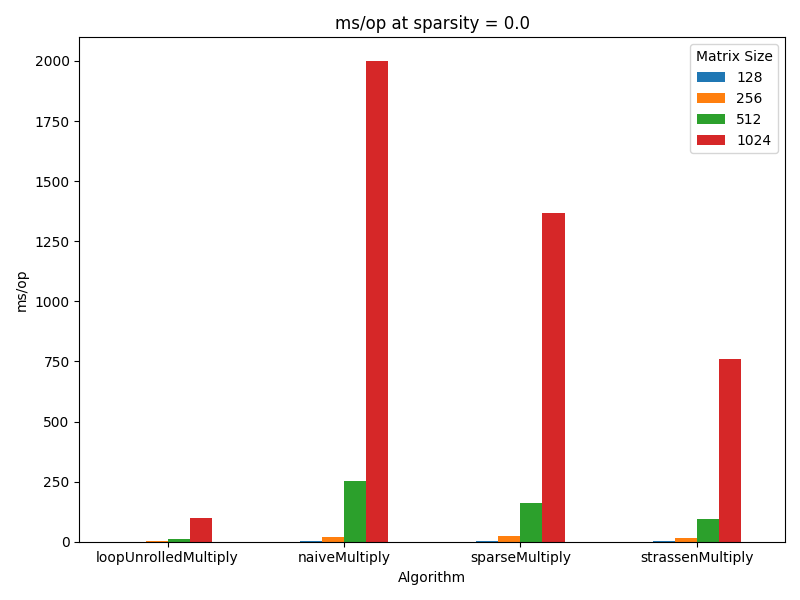 ms/op at sparsity = 0.0
Matrix Size
128
256
512
1024
ms/op
2000
1750
1500
1250
1000
750
500
250
0
loopUnrolledMultiply
naiveMultiply
sparseMultiply
strassenMultiply
Algorithm